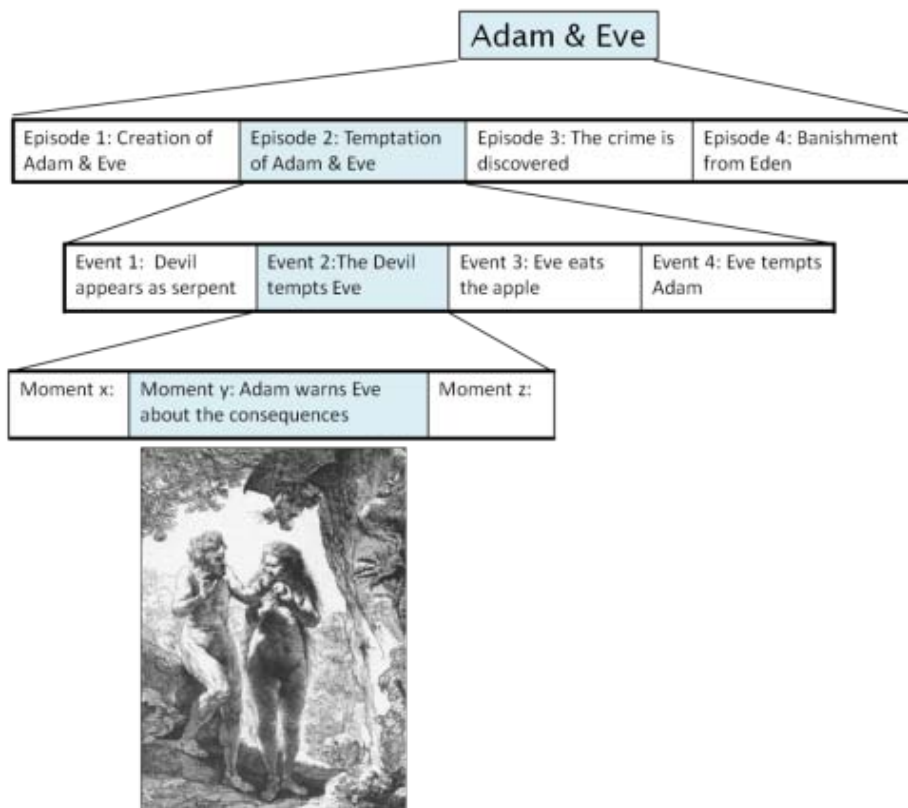 Adam & Eve
Episode 1: Creation of
Adam & Eve
Episode 2: Temptation
of Adam & Eve
Episode 3: The crime is
discovered
Episode 4: Banishment
from Eden
Event 1: Devil
appears as serpent
Event 2:The Devil
tempts Eve
Event 3: Eve eats
the apple
Event 4: Eve tempts
Adam
Moment x:
Moment y: Adam warns Eve
about the consequences
Moment z: